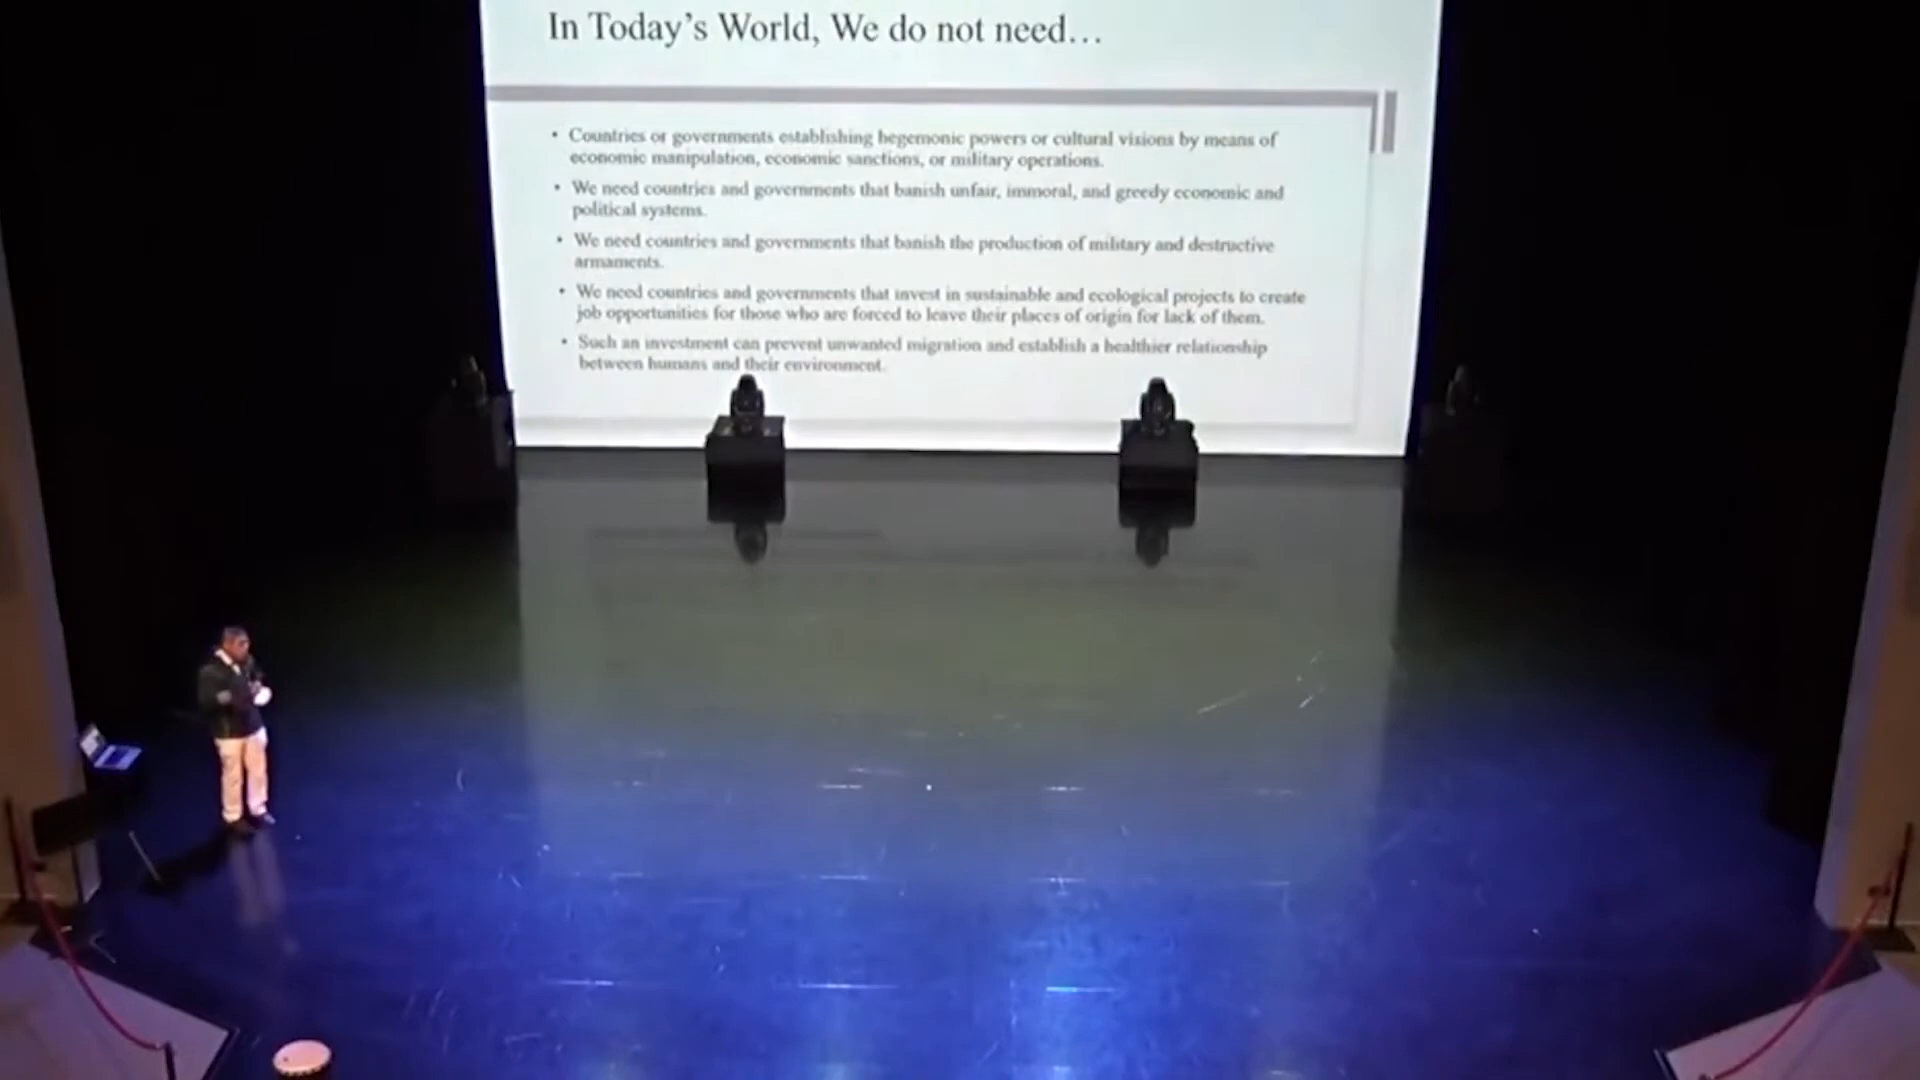 In Today's World, We do not need…
• Countries or governments establishing hegemonic powers or cultural visions by means of
economic manipulation, economic sanctions, or military operations.
• We need countries and governments that banish unfair, immoral, and greedy economic and
political systems.
• We need countries and governments that banish the production of military and destructive
armaments.
• We need countries and governments that invest in sustainable and ecological projects to create
job opportunities for those who are forced to leave their places of origin for lack of them.
• Such an investment can prevent unwanted migration and establish a healthier relationship
between humans and their environment.